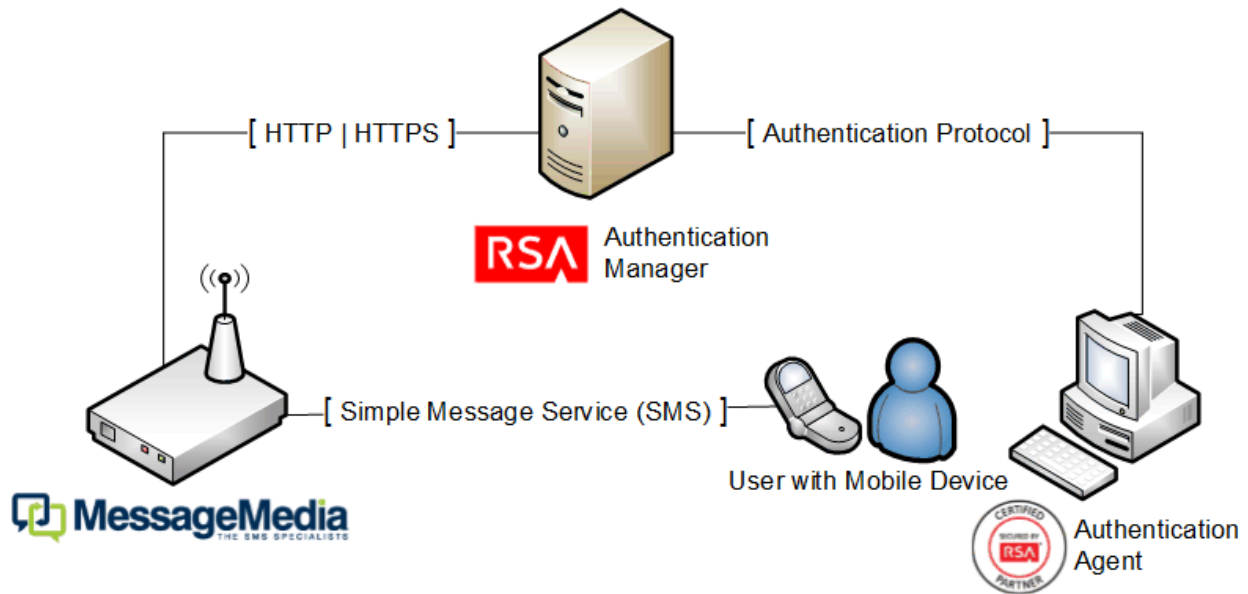 [ HTTP | HTTPS ]
[ Authentication Protocol ]
RSA
Authentication
Manager
[ Simple Message Service (SMS) ]
User with Mobile Device
MessageMedia
THE SMS SPECIALISTS
CERTIFIED
SECURED BY
RSA
PARTNER
Authentication
Agent